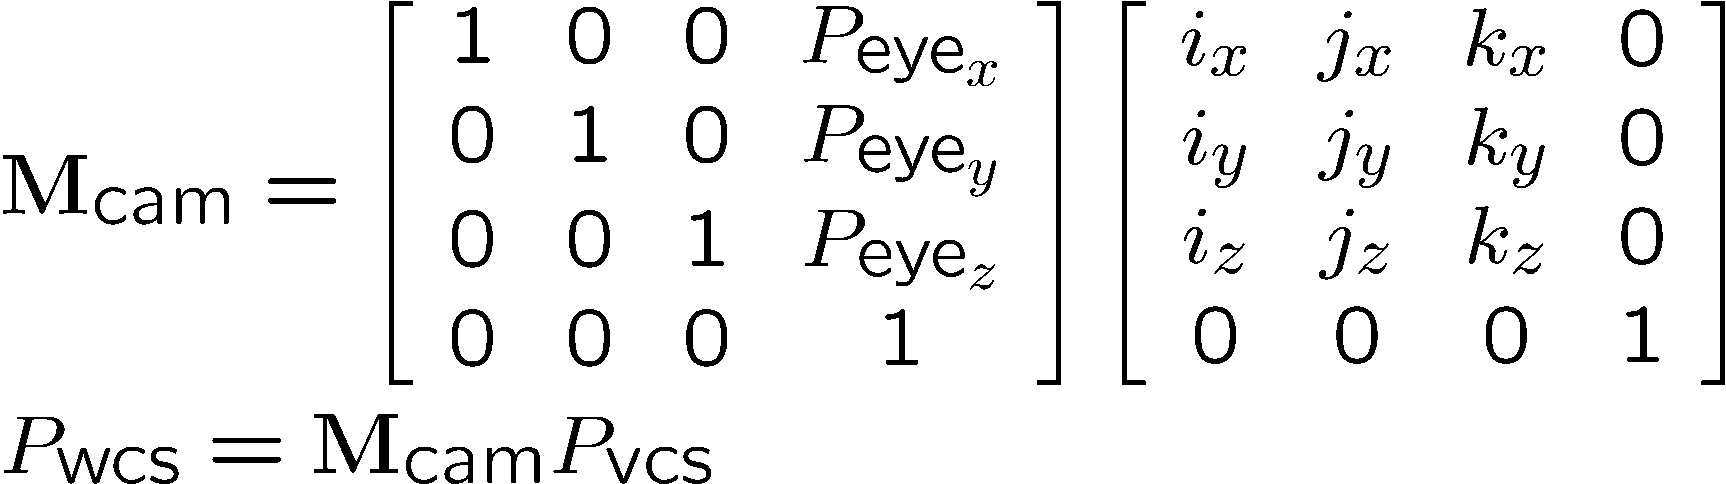 1 0 0 P_eye_x i_x j_x k_x 0
0 1 0 P_eye_y i_y j_y k_y 0
M_cam =
0 0 1 P_eye_z i_z j_z k_z 0
0 0 0 1 0 0 0 1
P_wcs = M_cam P_vcs